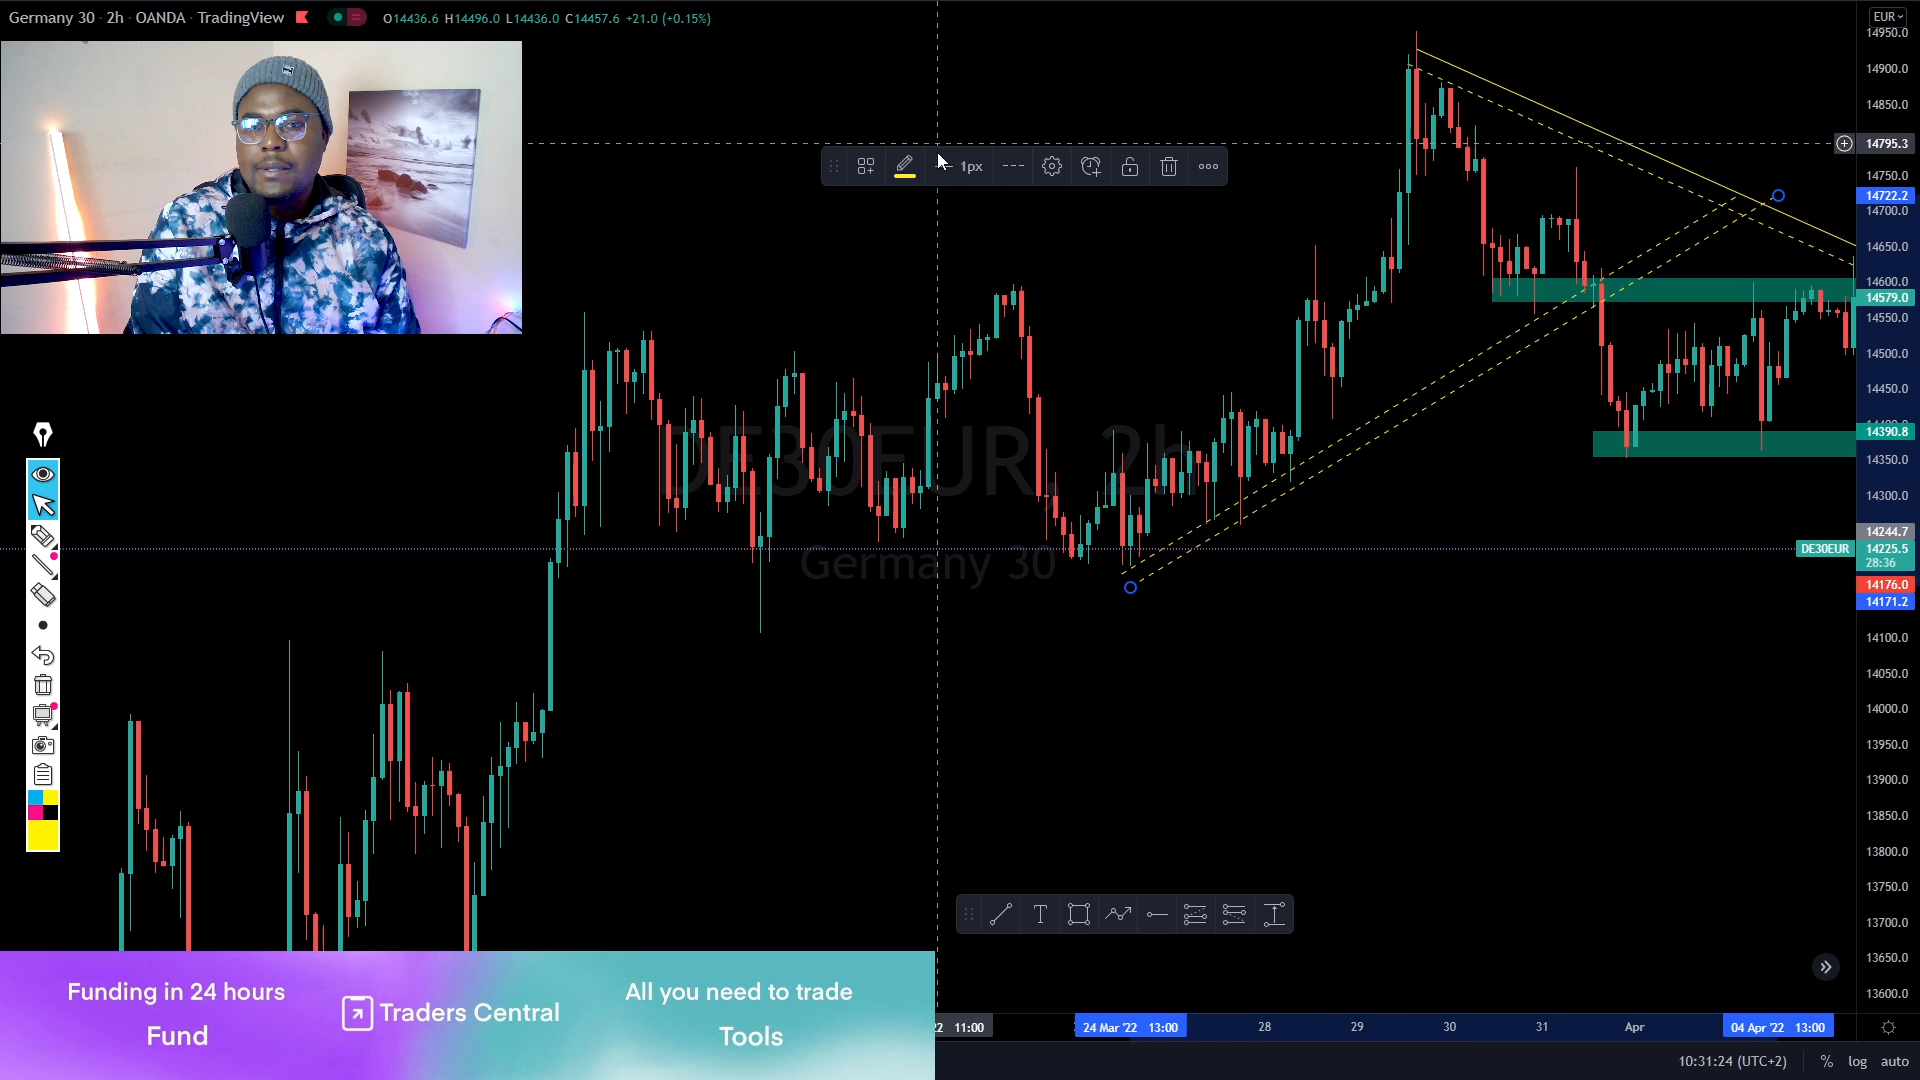 Germany 30 · 2h · OANDA · TradingView
O14436.6 H14496.0 L14436.0 C14457.6 +21.0 (+0.15%)
EUR
14950.0
14900.0
14850.0
14795.3
14750.0
14722.2
14700.0
14650.0
14600.0
14579.0
14550.0
14500.0
14450.0
14390.8
14350.0
14300.0
14244.7
DE30EUR 14225.5
28:36
14176.0
14171.2
14100.0
14050.0
14000.0
13950.0
13900.0
13850.0
13800.0
13750.0
13700.0
13650.0
13600.0
1px
DE30EUR, 2h
Germany 30
T
Funding in 24 hours
Fund
Traders Central
All you need to trade
Tools
22 11:00
24 Mar '22 13:00
28
29
30
31
Apr
04 Apr '22 13:00
10:31:24 (UTC+2)
%
log
auto